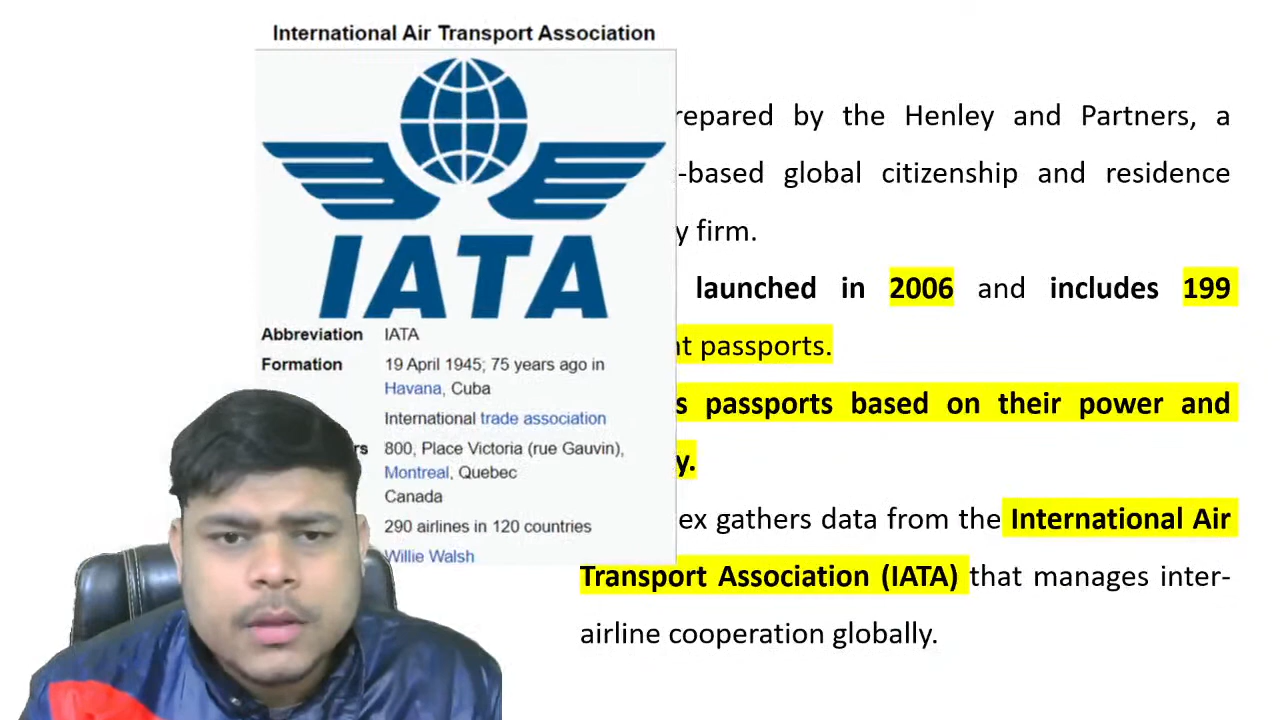 International Air Transport Association
IATA
Abbreviation IATA
Formation 19 April 1945; 75 years ago in
Havana, Cuba
International trade association
800, Place Victoria (rue Gauvin),
Montreal, Quebec
Canada
290 airlines in 120 countries
Willie Walsh
by the Henley and Partners, a
-based global citizenship and residence
firm.
launched in 2006 and includes 199
passports.
passports based on their power and
gathers data from the International Air
Transport Association (IATA) that manages inter-
airline cooperation globally.